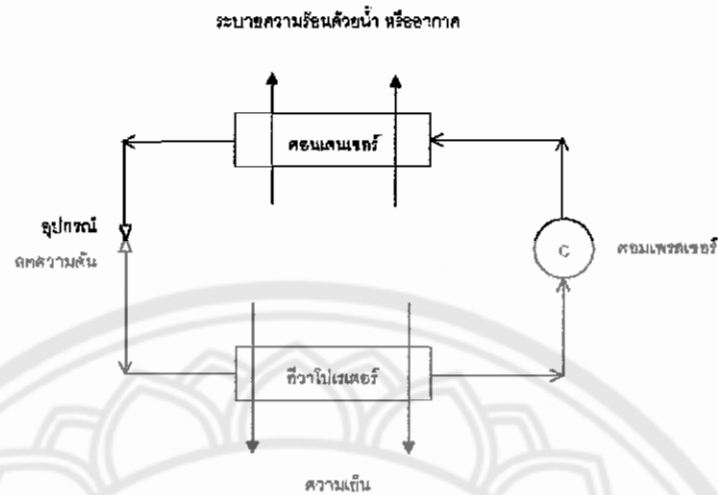 ระบายความร้อนด้วยน้ำ หรืออากาศ
คอนเดนเซอร์
อุปกรณ์
ลดความดัน
C
คอมเพรสเซอร์
อีวาโปเรเตอร์
ความเย็น